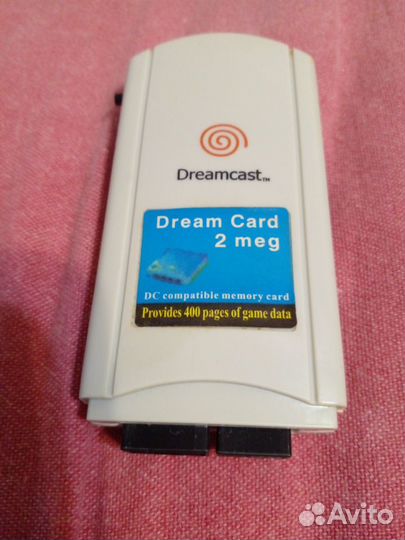 Dreamcast™
Dream Card
2 meg
DC compatible memory card
Provides 400 pages of game data
Avito